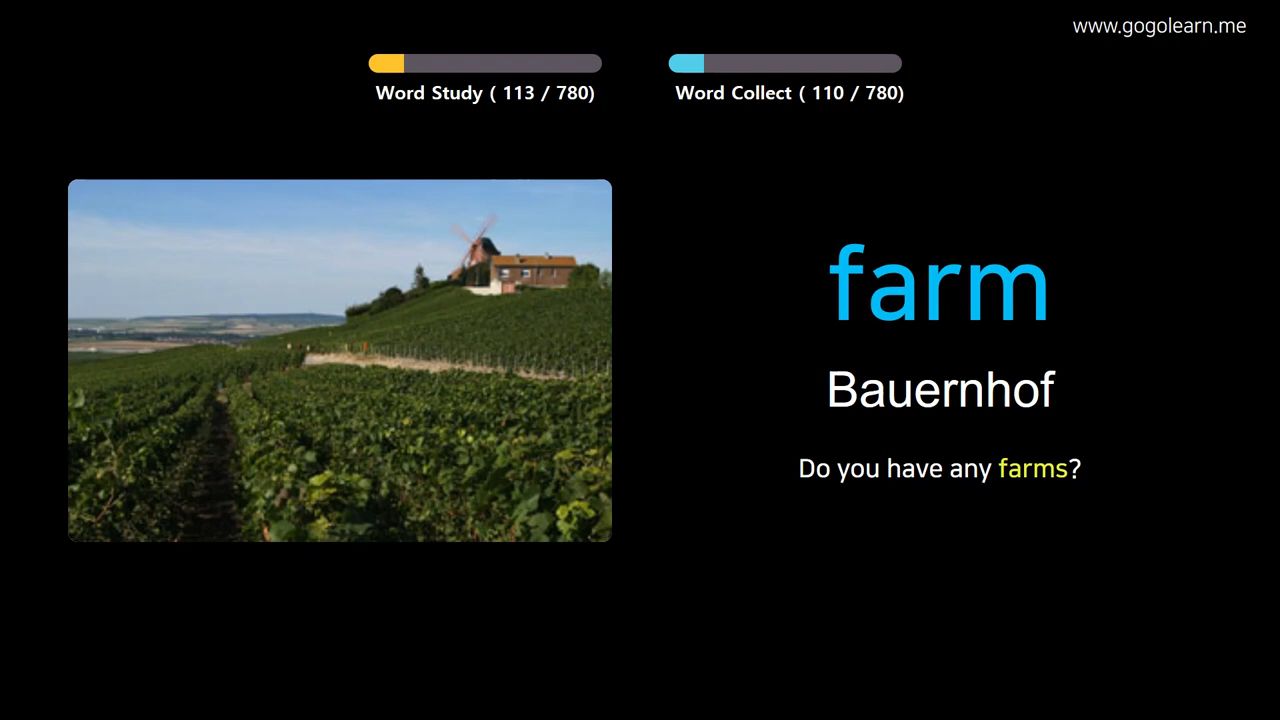 www.gogolearn.me
Word Study ( 113 / 780)
Word Collect ( 110 / 780)
farm
Bauernhof
Do you have any farms?